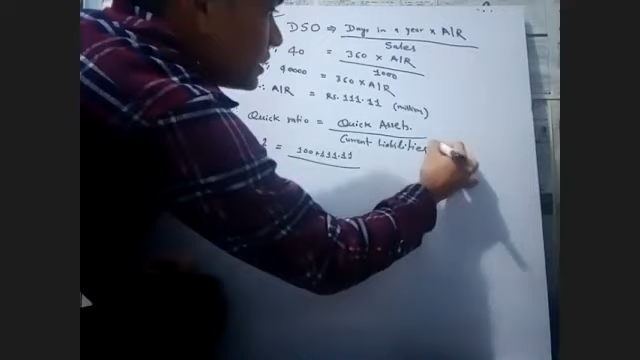 DSO ⇒ Days in a year × A/R
Sales
∴ 40 = 360 × A/R
1000
∵ 40000 = 360 × A/R
∴ A/R = Rs. 111.11 (million)
Quick ratio = Quick Assets.
Current Liabilities
2 = 100+111.11